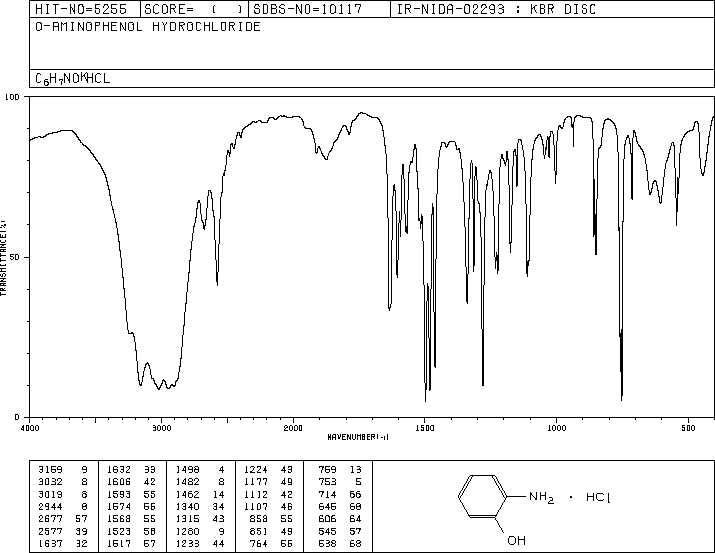 HIT-NO=5255 SCORE= ( ) SDBS-NO=10117 IR-NIDA-02293 : KBR DISC
O-AMINOPHENOL HYDROCHLORIDE
C6H7NO HCL
100
50
0
TRANSMITTANCE(%)
4000 3000 2000 1500 1000 500
WAVENUMBER(-1)
3169 9 1632 39 1498 4 1224 43 769 13
3032 8 1606 42 1482 8 1177 49 753 5
3019 8 1593 55 1462 14 1112 42 714 66
2944 8 1574 66 1340 34 1107 46 646 68
2677 57 1568 55 1315 43 858 55 606 64
2577 39 1523 58 1280 9 851 49 545 57
1637 32 1517 57 1233 44 764 55 538 68
NH2 · HCl
OH